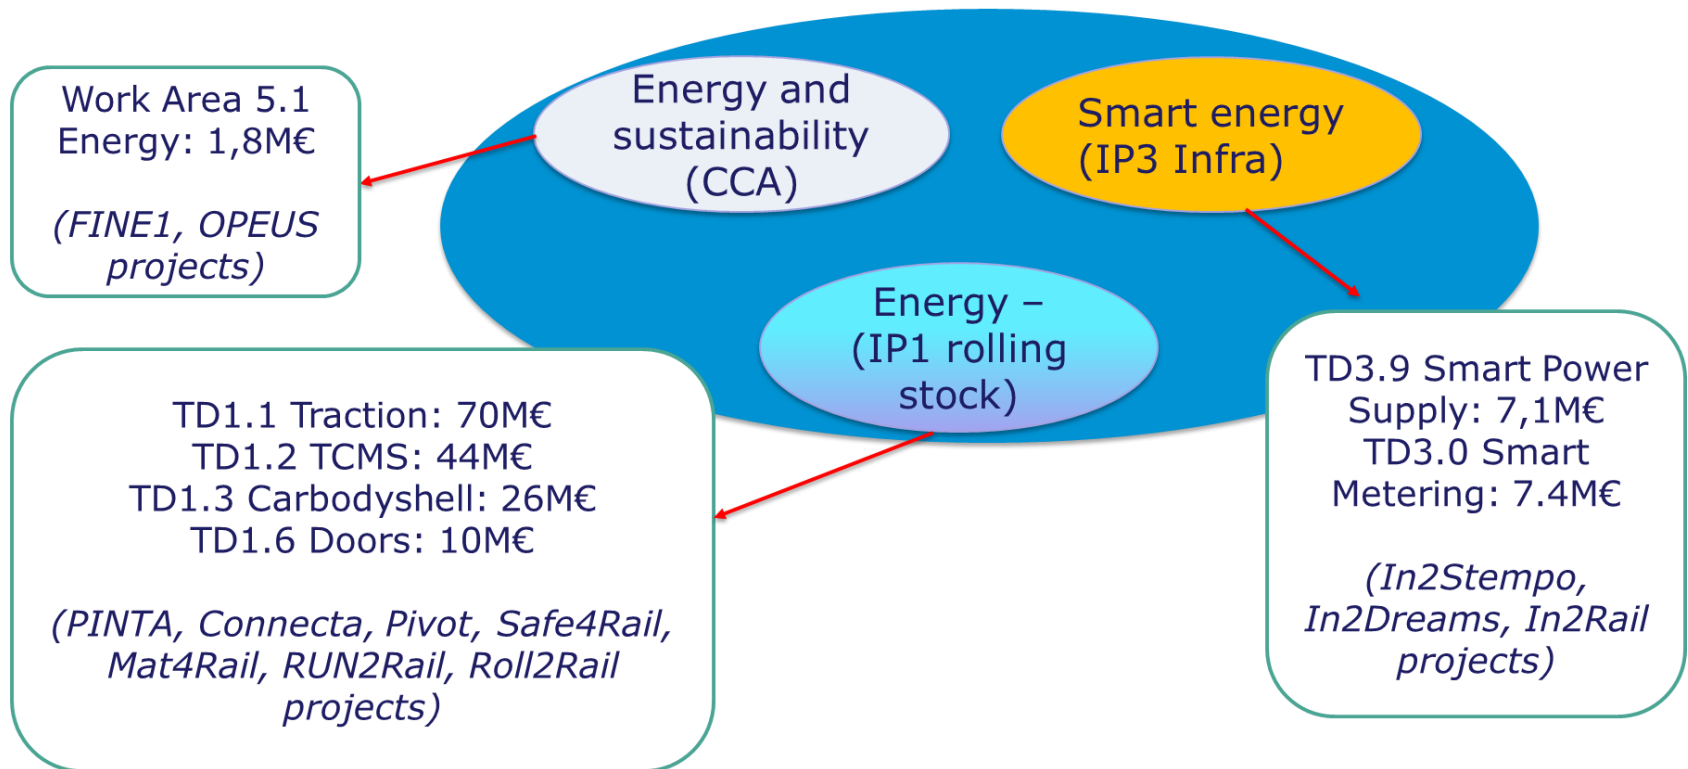 Work Area 5.1
Energy: 1,8M€
(FINE1, OPEUS
projects)
Energy and
sustainability
(CCA)
Smart energy
(IP3 Infra)
Energy –
(IP1 rolling
stock)
TD1.1 Traction: 70M€
TD1.2 TCMS: 44M€
TD1.3 Carbodyshell: 26M€
TD1.6 Doors: 10M€
(PINTA, Connecta, Pivot, Safe4Rail,
Mat4Rail, RUN2Rail, Roll2Rail
projects)
TD3.9 Smart Power
Supply: 7,1M€
TD3.0 Smart
Metering: 7.4M€
(In2Stempo,
In2Dreams, In2Rail
projects)